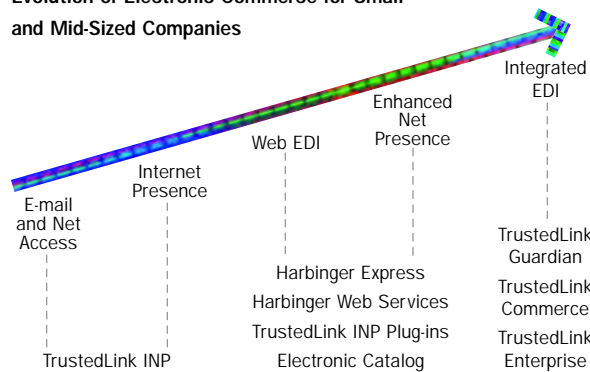 Evolution of Electronic Commerce for Small
and Mid-Sized Companies
Integrated
EDI
Enhanced
Net
Presence
Web EDI
Internet
Presence
E-mail
and Net
Access
TrustedLink
Guardian
TrustedLink
Commerce
TrustedLink
Enterprise
Harbinger Express
Harbinger Web Services
TrustedLink INP Plug-ins
Electronic Catalog
TrustedLink INP